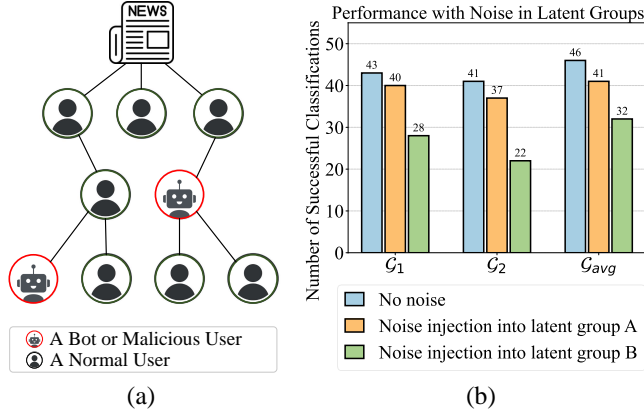 NEWS
A Bot or Malicious User
A Normal User
(a)
Performance with Noise in Latent Groups
Number of Successful Classifications
50
40
30
20
10
0
43
40
28
41
37
22
46
41
32
G1
G2
Gavg
No noise
Noise injection into latent group A
Noise injection into latent group B
(b)